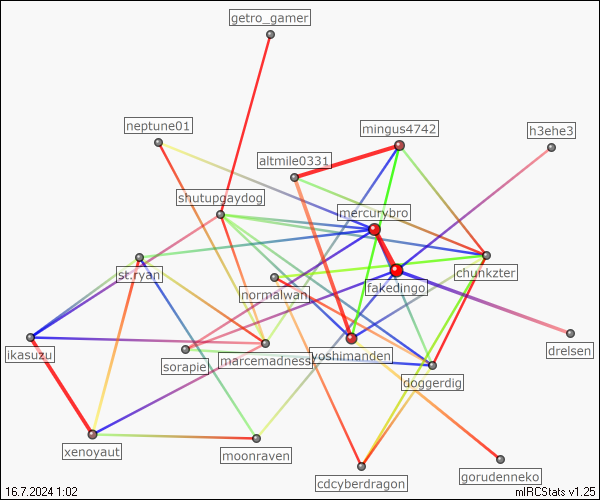 getro_gamer
neptune01
mingus4742
h3ehe3
altmile0331
shutupgaydog
mercurybro
st.ryan
chunkzter
fakedingo
normalwan
ikasuzu
sorapiel
marcemadness
yoshimanden
drelsen
doggerdig
xenoyaut
moonraven
gorudenneko
cdcyberdragon
16.7.2024 1:02
mIRCStats v1.25